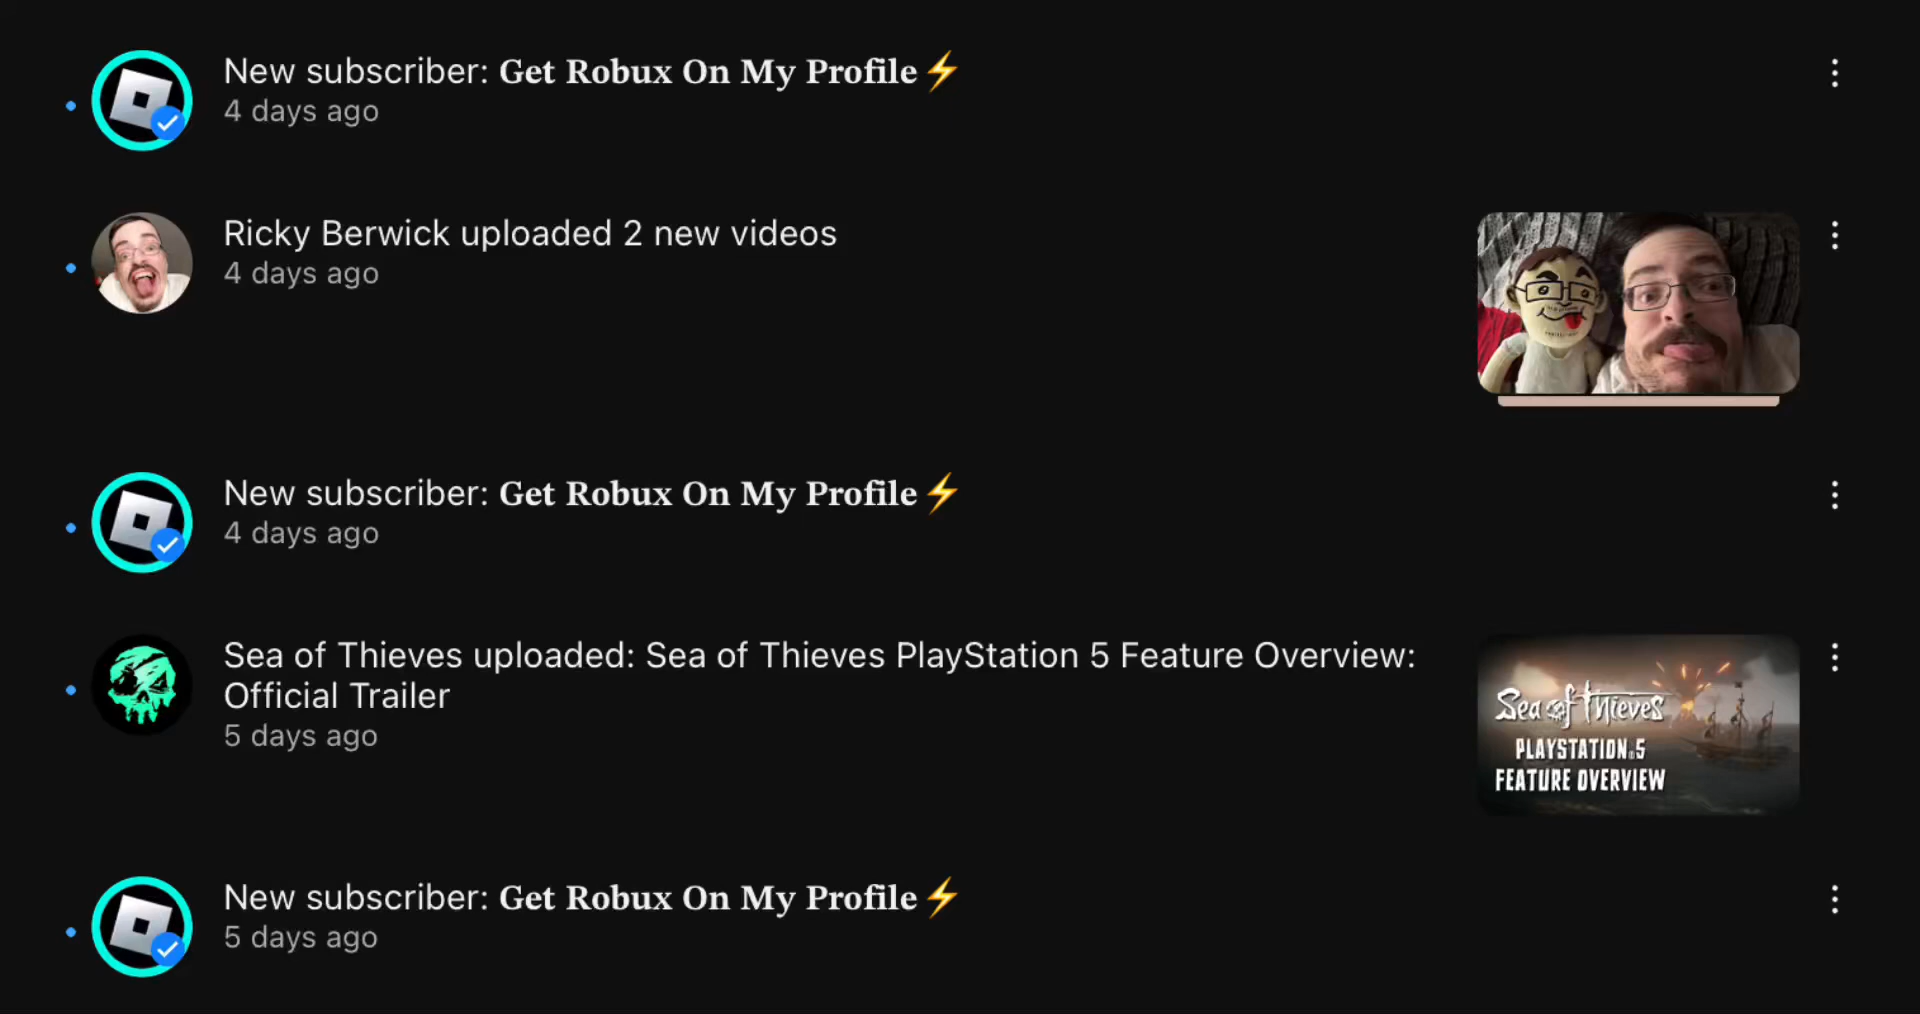 New subscriber: Get Robux On My Profile⚡
4 days ago
Ricky Berwick uploaded 2 new videos
4 days ago
New subscriber: Get Robux On My Profile⚡
4 days ago
Sea of Thieves uploaded: Sea of Thieves PlayStation 5 Feature Overview:
Official Trailer
5 days ago
Sea of Thieves
PLAYSTATION®5
FEATURE OVERVIEW
New subscriber: Get Robux On My Profile⚡
5 days ago